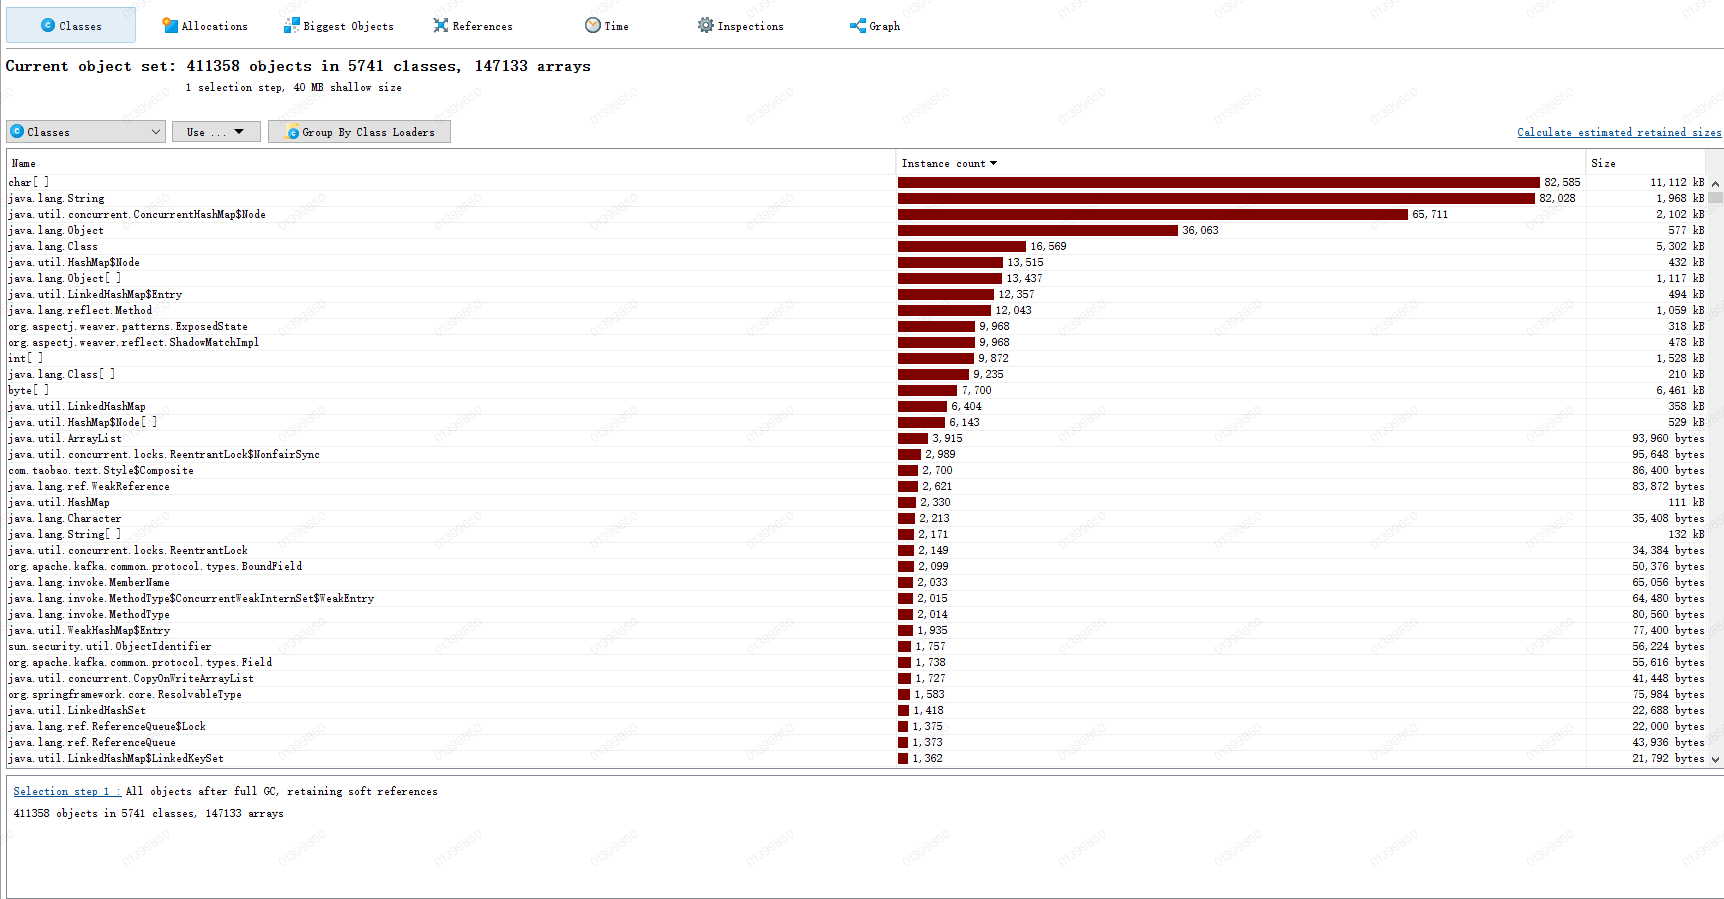 Classes Allocations Biggest Objects References Time Inspections Graph
Current object set: 411358 objects in 5741 classes, 147133 arrays
1 selection step, 40 MB shallow size
Classes Use ... Group By Class Loaders Calculate estimated retained sizes
Name Instance count Size
char[ ] 82,585 11,112 kB
java.lang.String 82,028 1,968 kB
java.util.concurrent.ConcurrentHashMap$Node 65,711 2,102 kB
java.lang.Object 36,063 577 kB
java.lang.Class 16,569 5,302 kB
java.util.HashMap$Node 13,515 432 kB
java.lang.Object[ ] 13,437 1,117 kB
java.util.LinkedHashMap$Entry 12,357 494 kB
java.lang.reflect.Method 12,043 1,059 kB
org.aspectj.weaver.patterns.ExposedState 9,968 318 kB
org.aspectj.weaver.reflect.ShadowMatchImpl 9,968 478 kB
int[ ] 9,872 1,528 kB
java.lang.Class[ ] 9,235 210 kB
byte[ ] 7,700 6,461 kB
java.util.LinkedHashMap 6,404 358 kB
java.util.HashMap$Node[ ] 6,143 529 kB
java.util.ArrayList 3,915 93,960 bytes
java.util.concurrent.locks.ReentrantLock$NonfairSync 2,989 95,648 bytes
com.taobao.text.Style$Composite 2,700 86,400 bytes
java.lang.ref.WeakReference 2,621 83,872 bytes
java.util.HashMap 2,330 111 kB
java.lang.Character 2,213 35,408 bytes
java.lang.String[ ] 2,171 132 kB
java.util.concurrent.locks.ReentrantLock 2,149 34,384 bytes
org.apache.kafka.common.protocol.types.BoundField 2,099 50,376 bytes
java.lang.invoke.MemberName 2,033 65,056 bytes
java.lang.invoke.MethodType$ConcurrentWeakInternSet$WeakEntry 2,015 64,480 bytes
java.lang.invoke.MethodType 2,014 80,560 bytes
java.util.WeakHashMap$Entry 1,935 77,400 bytes
sun.security.util.ObjectIdentifier 1,757 56,224 bytes
org.apache.kafka.common.protocol.types.Field 1,738 55,616 bytes
java.util.concurrent.CopyOnWriteArrayList 1,727 41,448 bytes
org.springframework.core.ResolvableType 1,583 75,984 bytes
java.util.LinkedHashSet 1,418 22,688 bytes
java.lang.ref.ReferenceQueue$Lock 1,375 22,000 bytes
java.lang.ref.ReferenceQueue 1,373 43,936 bytes
java.util.LinkedHashMap$LinkedKeySet 1,362 21,792 bytes
Selection step 1 : All objects after full GC, retaining soft references
411358 objects in 5741 classes, 147133 arrays